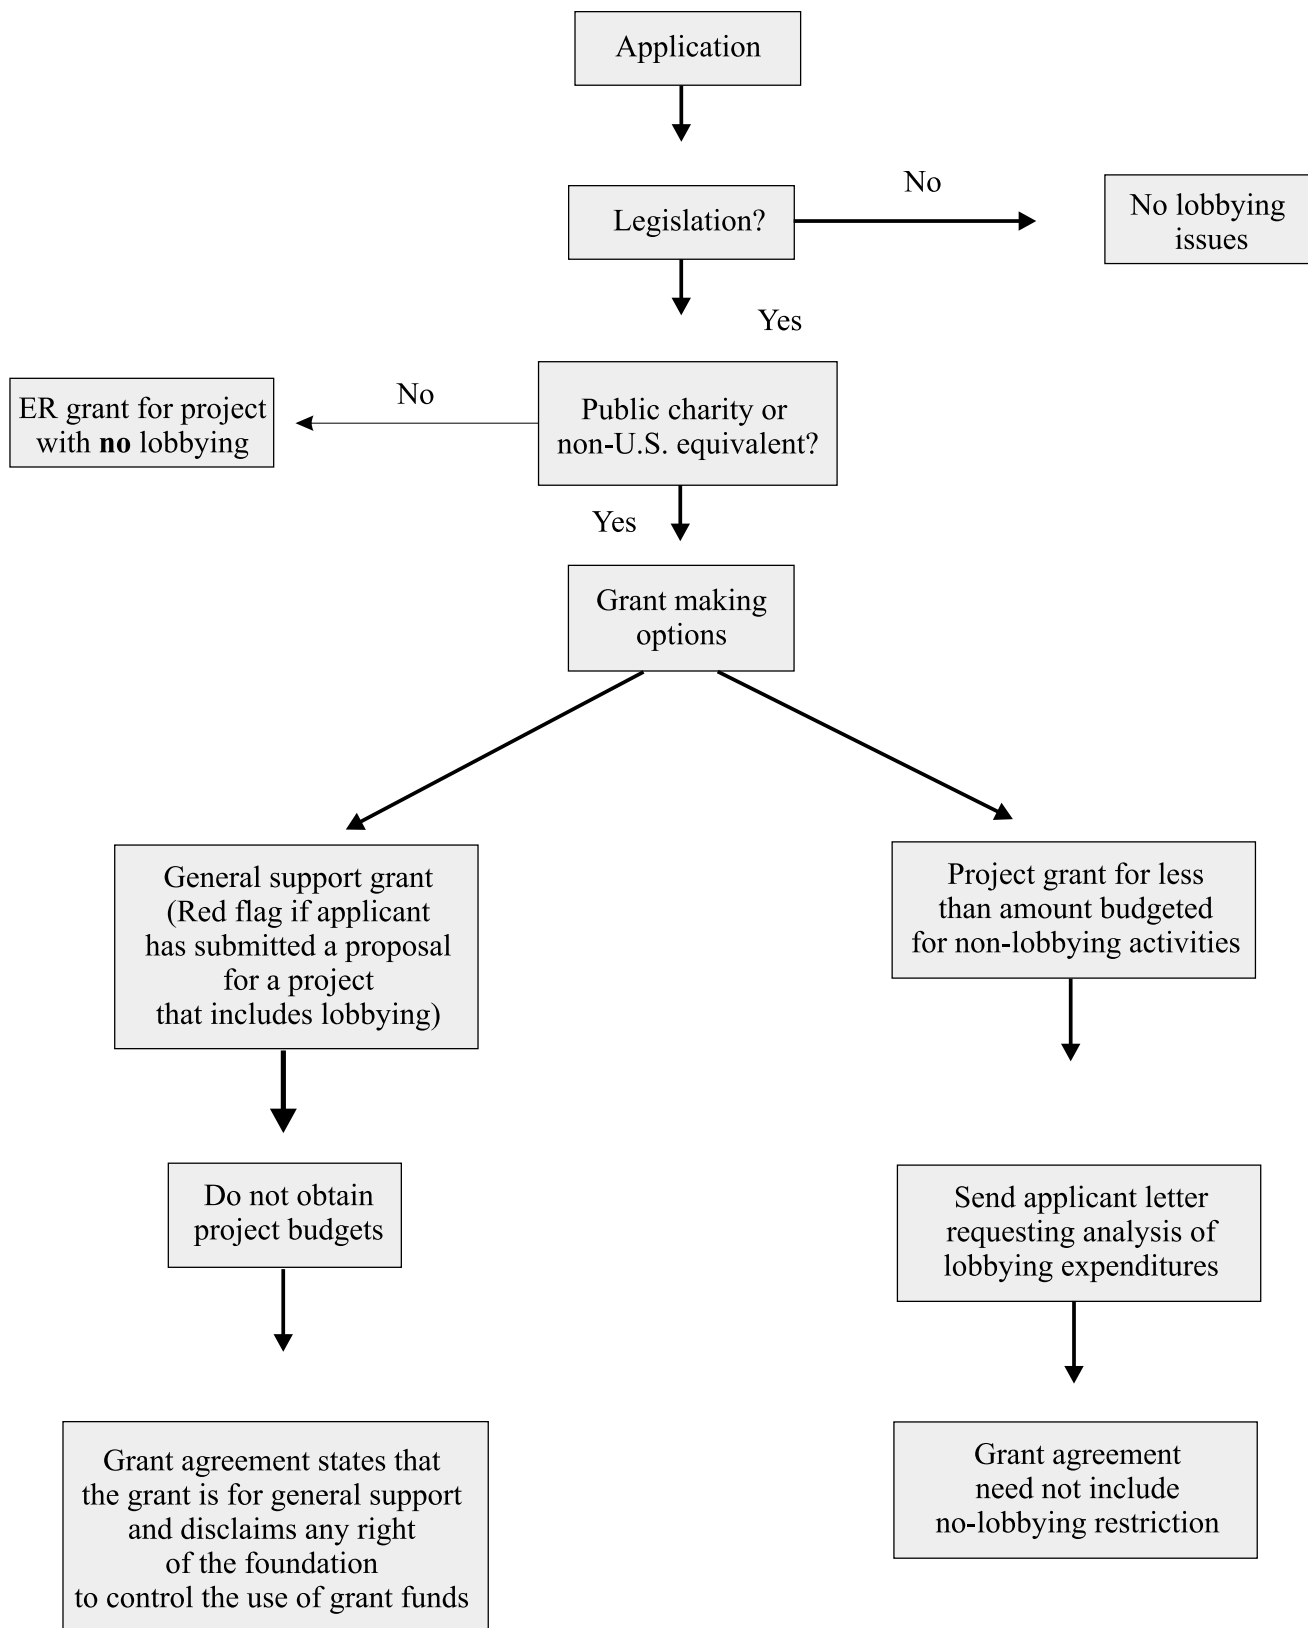 Application
Legislation?
No
No lobbying
issues
Yes
ER grant for project
with no lobbying
No
Public charity or
non-U.S. equivalent?
Yes
Grant making
options
General support grant
(Red flag if applicant
has submitted a proposal
for a project
that includes lobbying)
Project grant for less
than amount budgeted
for non-lobbying activities
Do not obtain
project budgets
Send applicant letter
requesting analysis of
lobbying expenditures
Grant agreement states that
the grant is for general support
and disclaims any right
of the foundation
to control the use of grant funds
Grant agreement
need not include
no-lobbying restriction